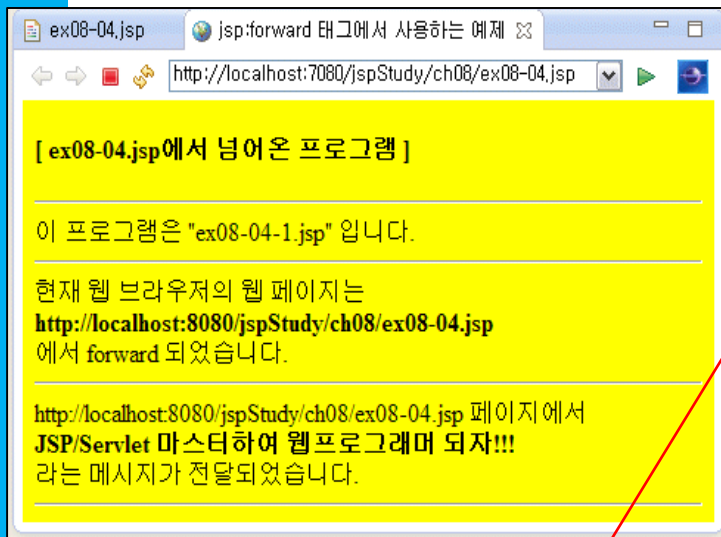 ex08-04.jsp
jsp:forward 태그에서 사용하는 예제
http://localhost:7080/jspStudy/ch08/ex08-04.jsp
[ ex08-04.jsp에서 넘어온 프로그램 ]
이 프로그램은 "ex08-04-1.jsp" 입니다.
현재 웹 브라우저의 웹 페이지는
http://localhost:8080/jspStudy/ch08/ex08-04.jsp
에서 forward 되었습니다.
http://localhost:8080/jspStudy/ch08/ex08-04.jsp 페이지에서
JSP/Servlet 마스터하여 웹프로그래머 되자!!!
라는 메시지가 전달되었습니다.